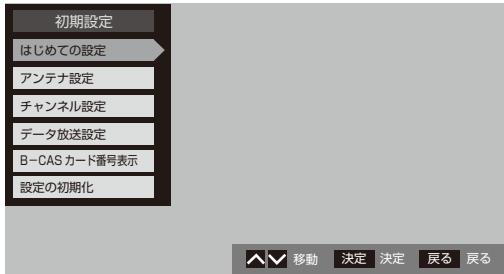 初期設定
はじめての設定
アンテナ設定
チャンネル設定
データ放送設定
B-CASカード番号表示
設定の初期化
移動 決定 決定 戻る 戻る